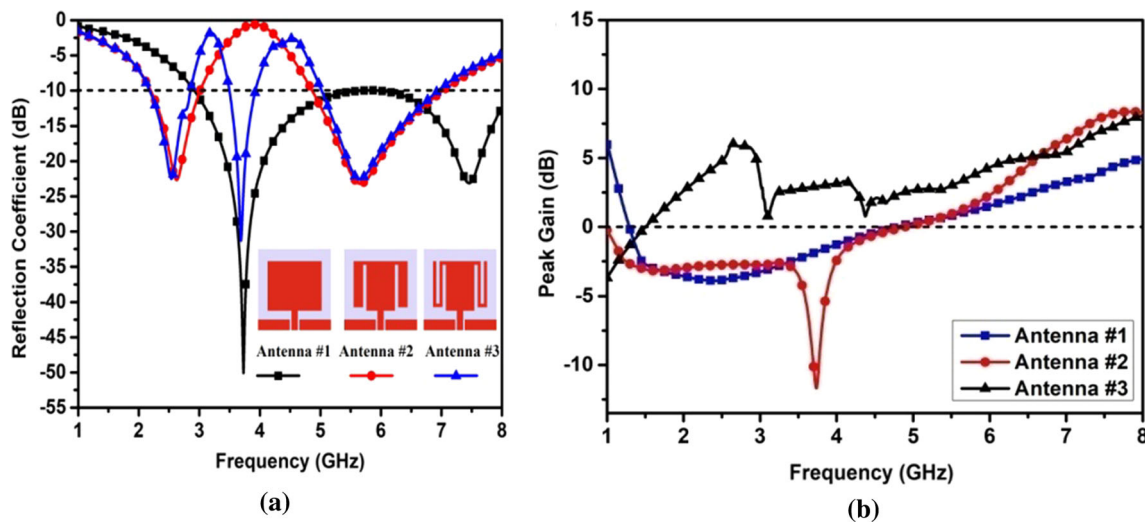 0
-5
-10
-15
-20
-25
-30
-35
-40
-45
-50
-55
Reflection Coefficient (dB)
Antenna #1 Antenna #2 Antenna #3
1 2 3 4 5 6 7 8
Frequency (GHz)
(a)
15
10
5
0
-5
-10
Peak Gain (dB)
Antenna #1
Antenna #2
Antenna #3
1 2 3 4 5 6 7 8
Frequency (GHz)
(b)